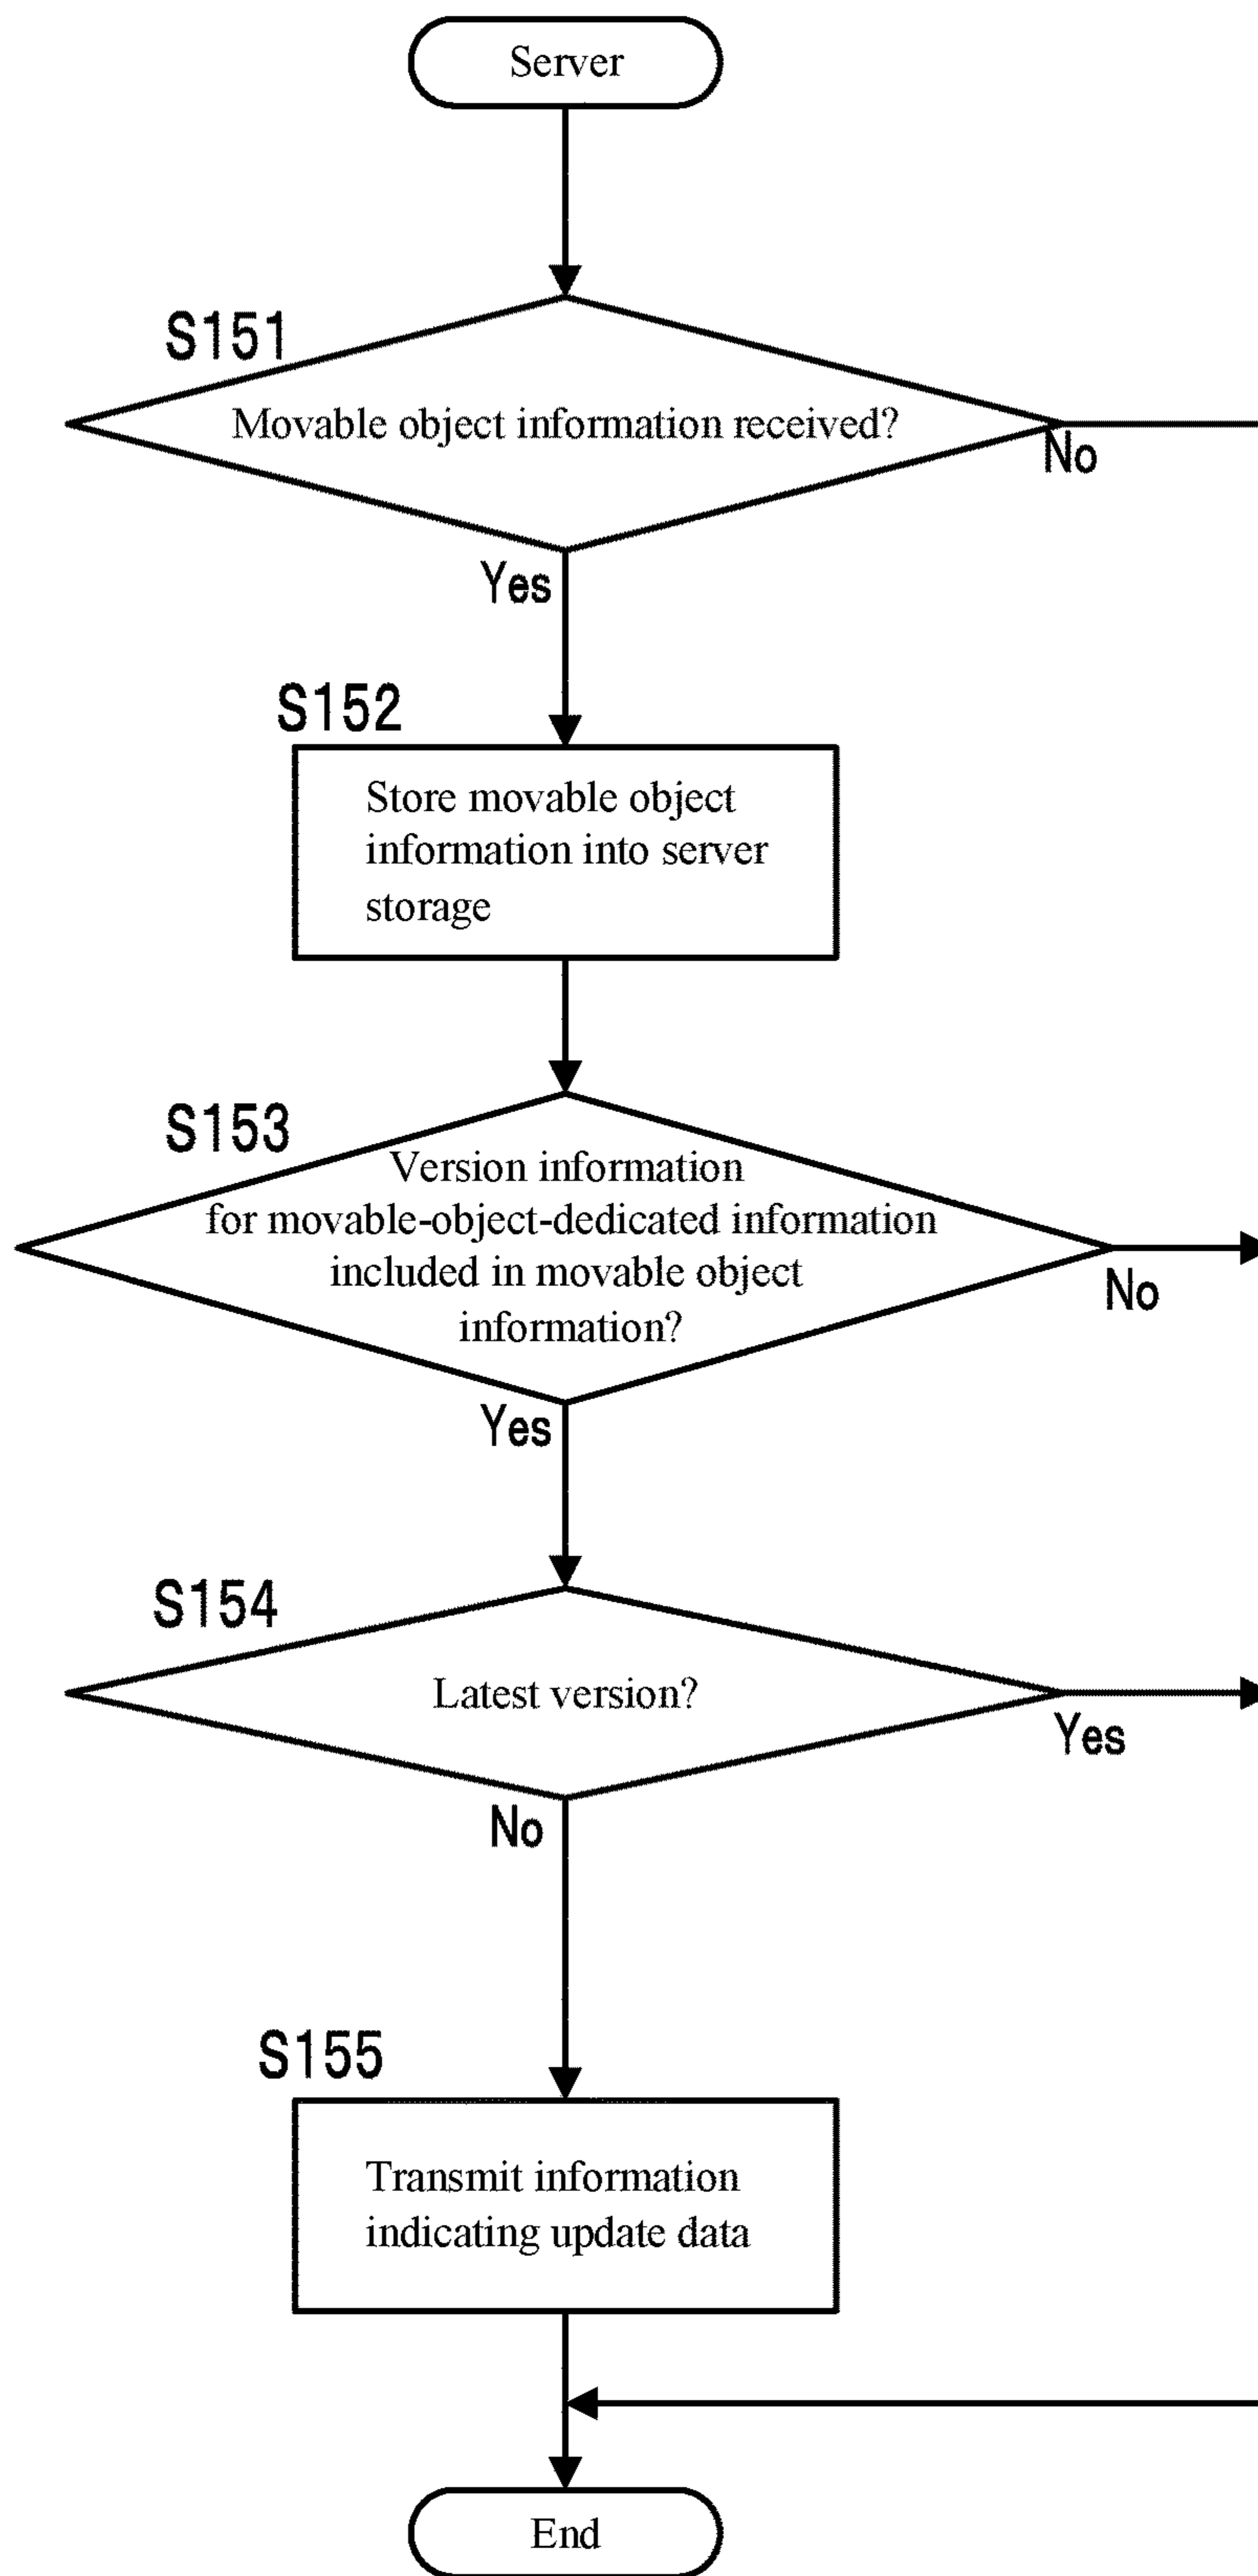 Server
S151
Movable object information received?
No
Yes
S152
Store movable object
information into server
storage
S153
Version information
for movable-object-dedicated information
included in movable object
information?
No
Yes
S154
Latest version?
Yes
No
S155
Transmit information
indicating update data
End